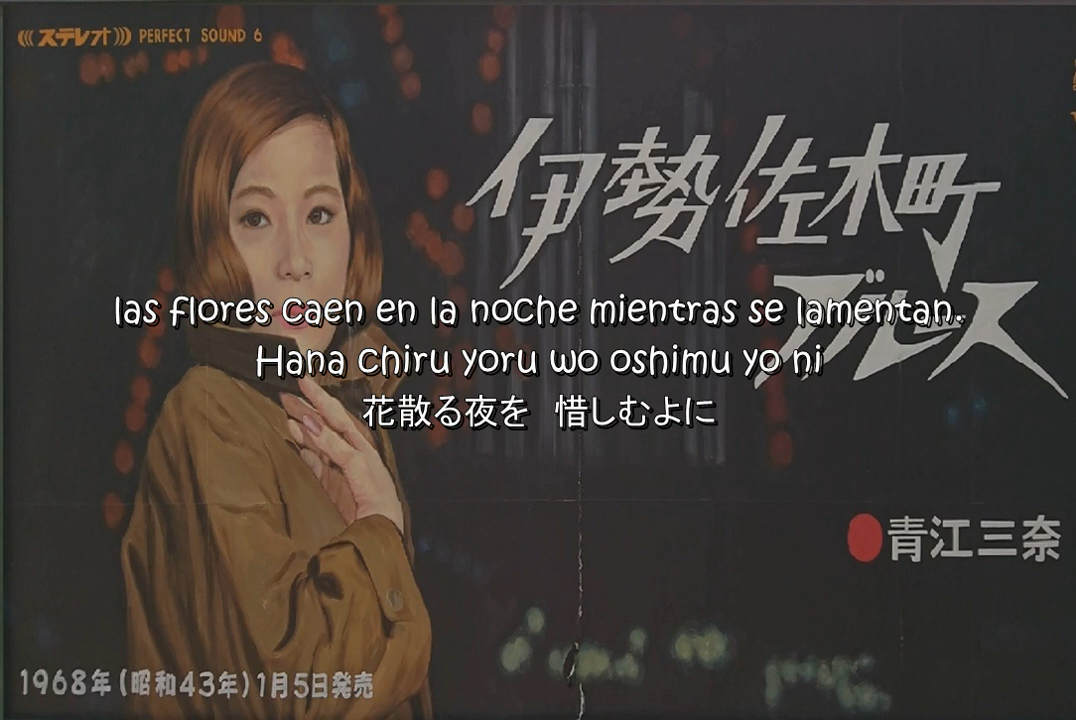 ステレオ PERFECT SOUND 6
伊勢佐木町
ブルース
las flores caen en la noche mientras se lamentan.
Hana chiru yoru wo oshimu yo ni
花散る夜を 惜しむよに
青江三奈
1968年(昭和43年)1月5日発売